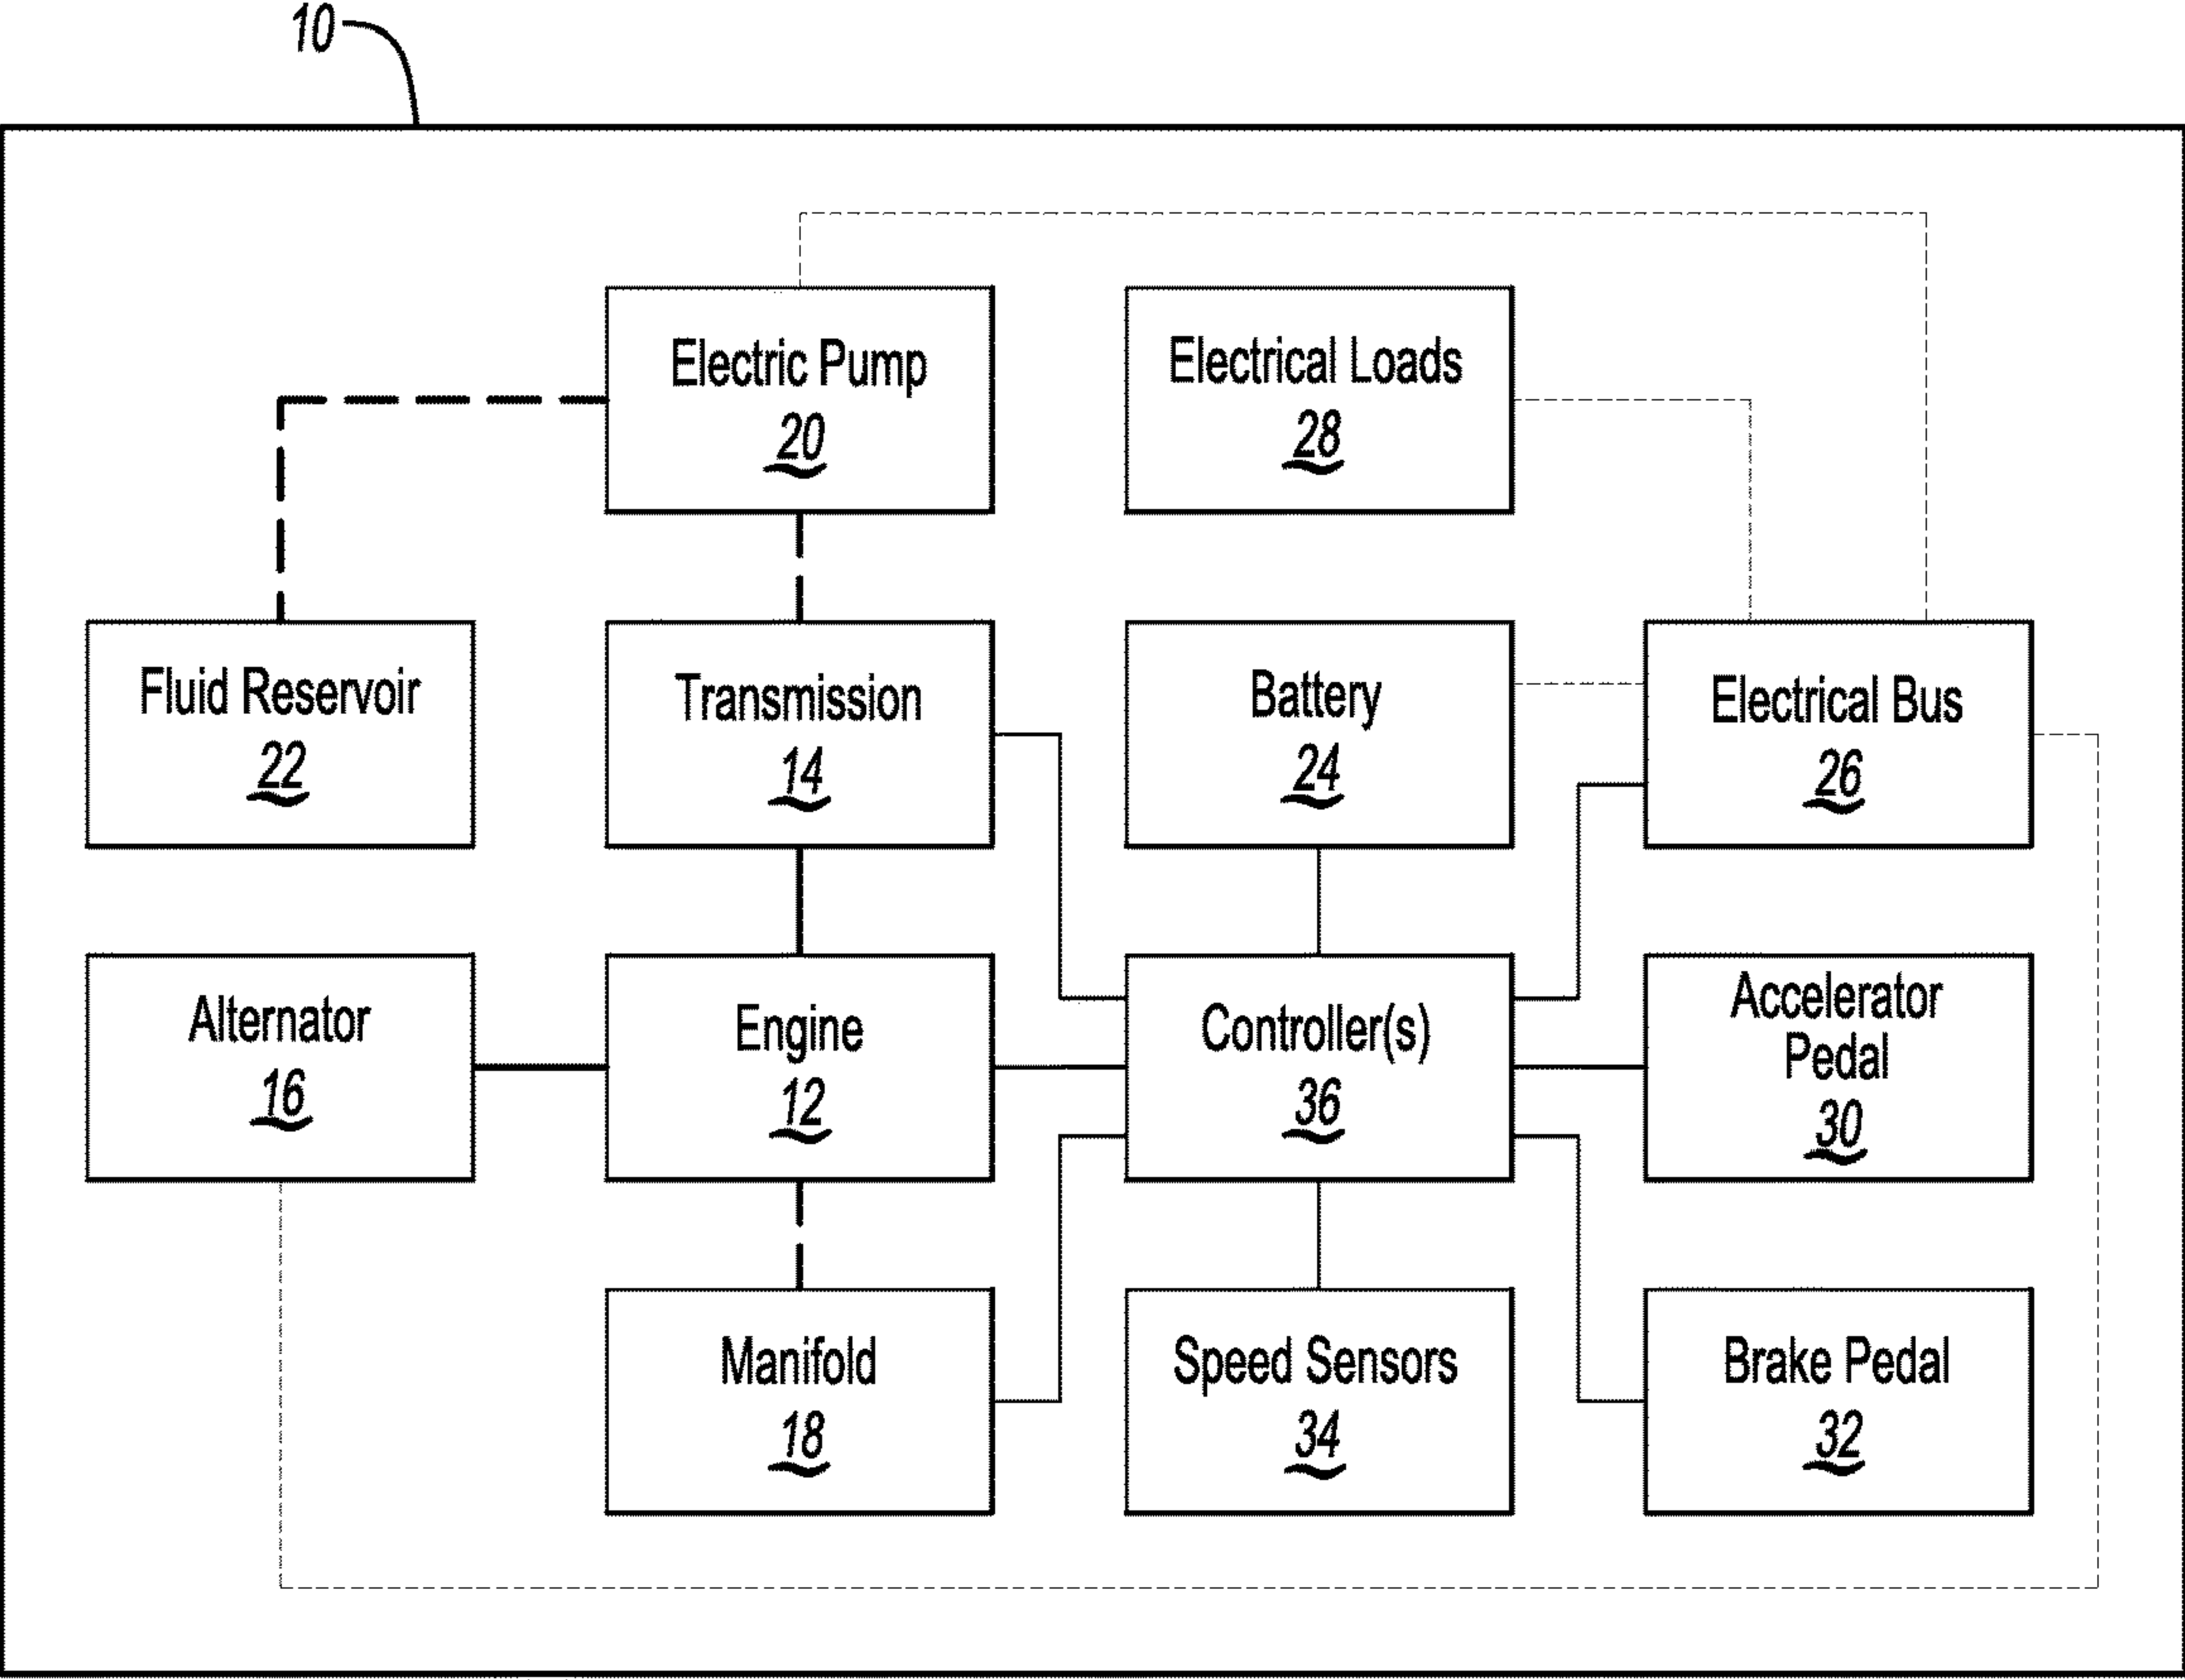 10
Electric Pump
20
Electrical Loads
28
Fluid Reservoir
22
Transmission
14
Battery
24
Electrical Bus
26
Alternator
16
Engine
12
Controller(s)
36
Accelerator
Pedal
30
Manifold
18
Speed Sensors
34
Brake Pedal
32